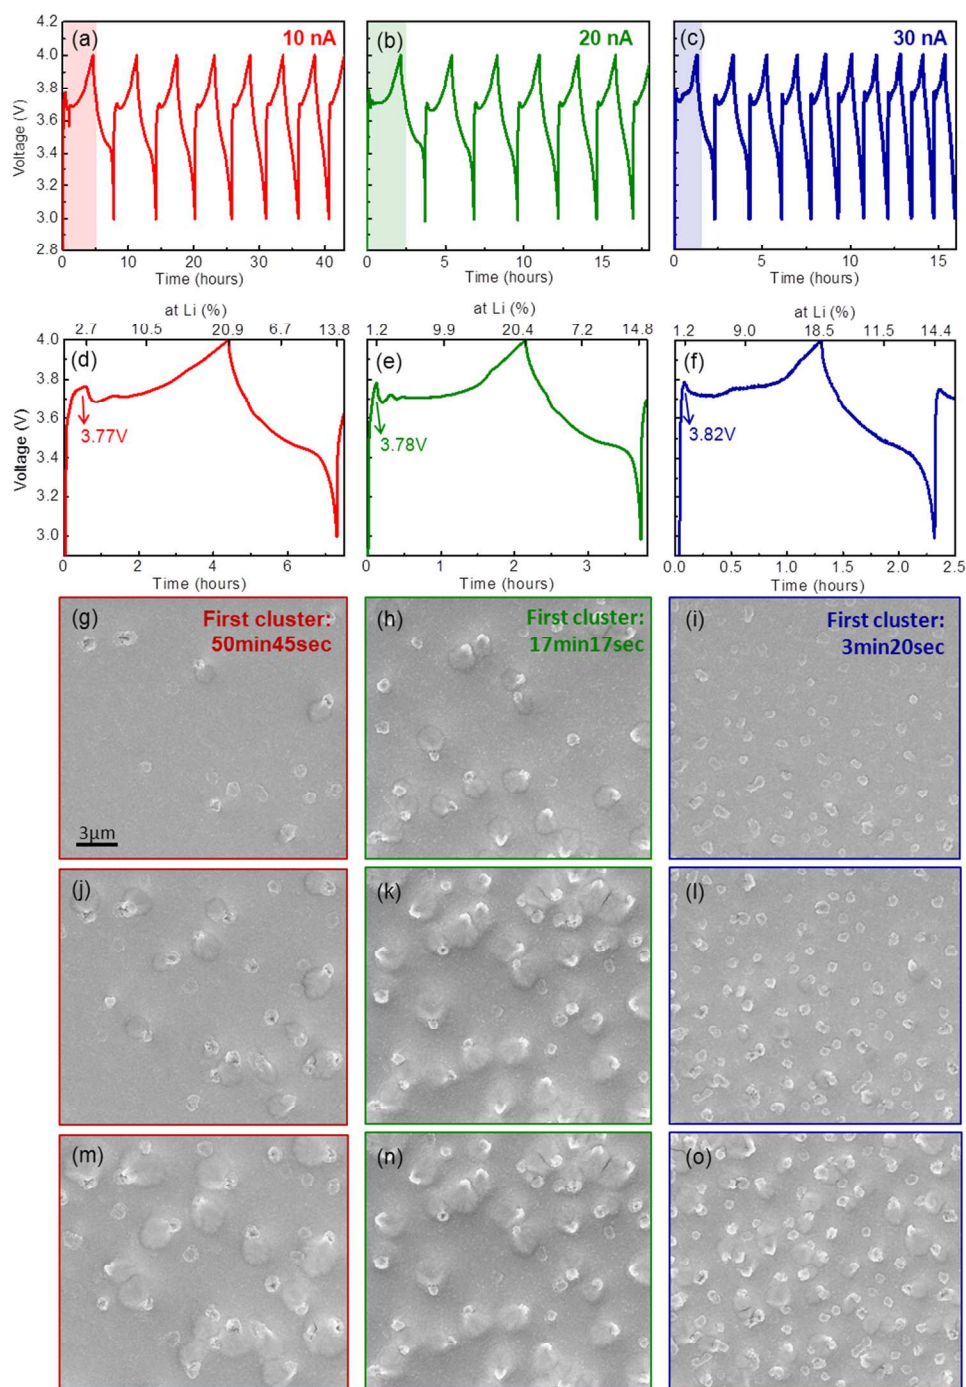 (a) 10 nA (b) 20 nA (c) 30 nA
4.2
4.0
3.8
3.6
3.4
3.2
3.0
2.8
Voltage (V)
0 10 20 30 40 0 5 10 15 0 5 10 15
Time (hours) Time (hours) Time (hours)
at Li (%) at Li (%) at Li (%)
2.7 10.5 20.9 6.7 13.8 1.2 9.9 20.4 7.2 14.8 1.2 9.0 18.5 11.5 14.4
(d) (e) (f)
4.0
3.8
3.6
3.4
3.2
3.0
Voltage (V)
3.77V 3.78V 3.82V
0 2 4 6 0 1 2 3 0.0 0.5 1.0 1.5 2.0 2.5
Time (hours) Time (hours) Time (hours)
(g) First cluster:
50min45sec
3µm
(h) First cluster:
17min17sec
(i) First cluster:
3min20sec
(j) (k) (l)
(m) (n) (o)